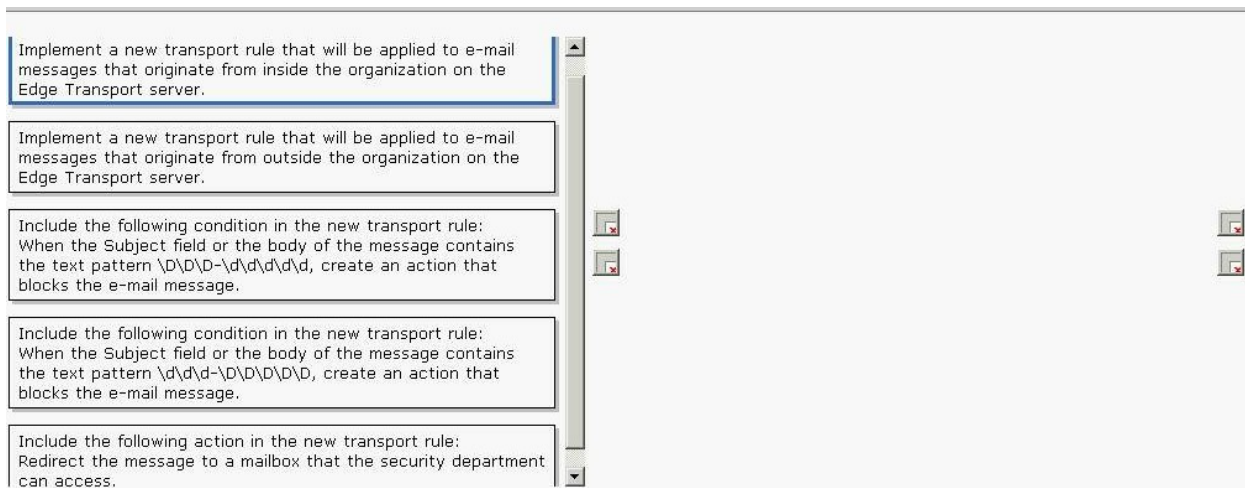 Implement a new transport rule that will be applied to e-mail
messages that originate from inside the organization on the
Edge Transport server.
Implement a new transport rule that will be applied to e-mail
messages that originate from outside the organization on the
Edge Transport server.
Include the following condition in the new transport rule:
When the Subject field or the body of the message contains
the text pattern \D\D\D-\d\d\d\d\d, create an action that
blocks the e-mail message.
Include the following condition in the new transport rule:
When the Subject field or the body of the message contains
the text pattern \d\d\d-\D\D\D\D\D, create an action that
blocks the e-mail message.
Include the following action in the new transport rule:
Redirect the message to a mailbox that the security department
can access.